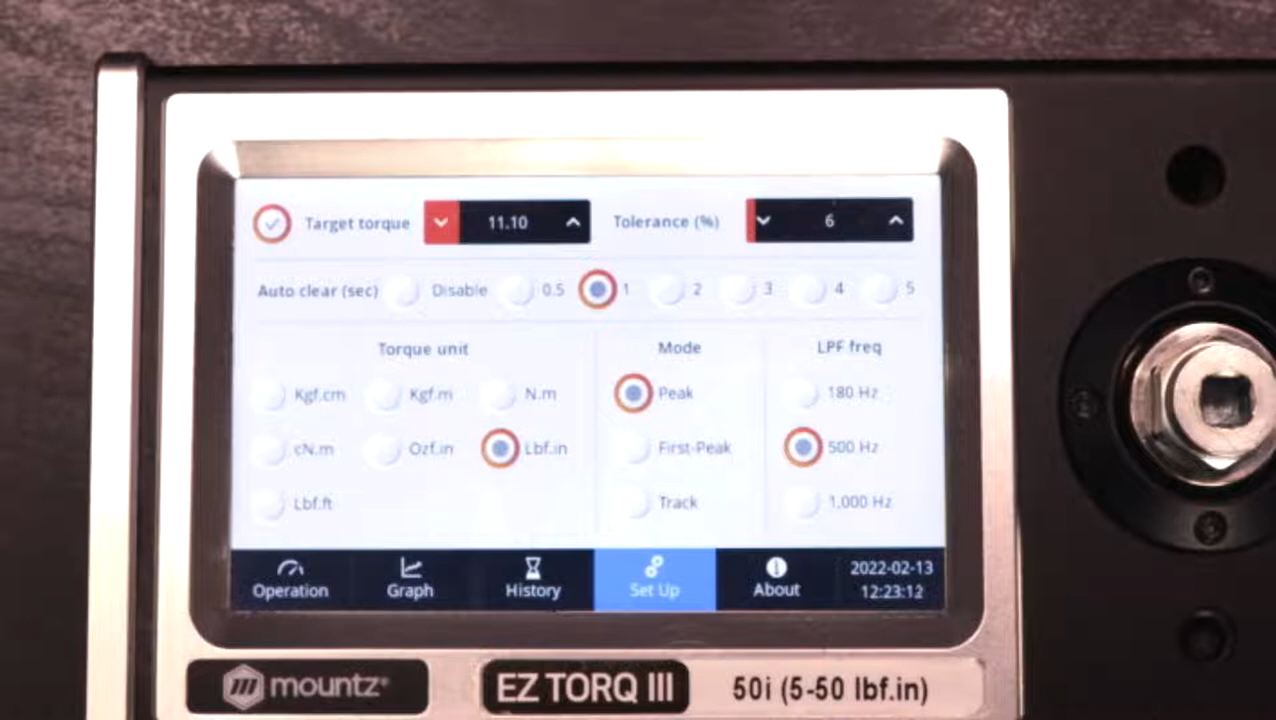 Target torque 11.10 Tolerance (%) 6
Auto clear (sec) Disable 0.5 1 2 3 4 5
Torque unit Mode LPF freq
Kgf.cm Kgf.m N.m Peak 180 Hz
cN.m Ozf.in Lbf.in First-Peak 500 Hz
Lbf.ft Track 1,000 Hz
Operation Graph History Set Up About 2022-02-13
12:23:12
mountz® EZ TORQ III 50i (5-50 lbf.in)